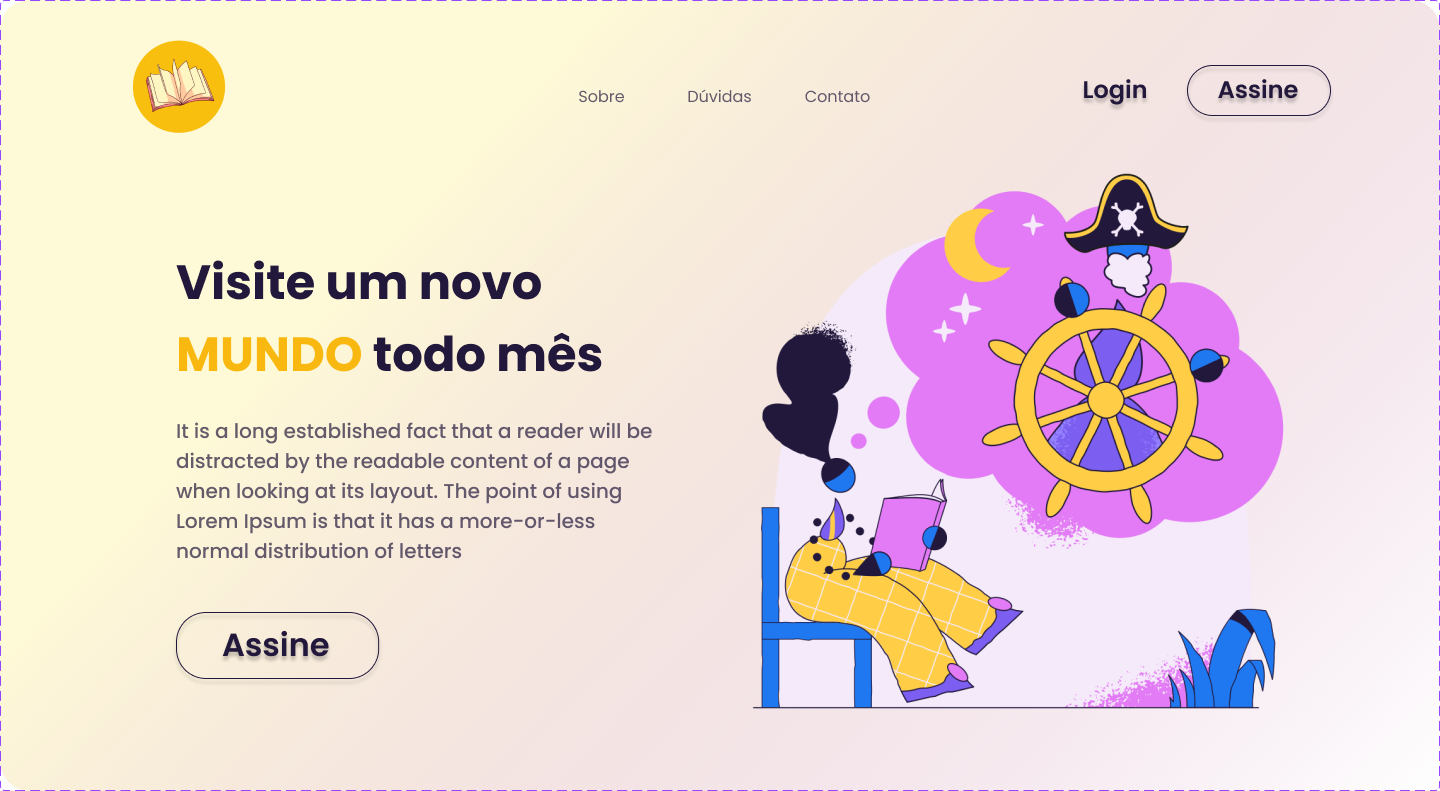 Sobre
Dúvidas
Contato
Login
Assine
Visite um novo
MUNDO todo mês
It is a long established fact that a reader will be
distracted by the readable content of a page
when looking at its layout. The point of using
Lorem Ipsum is that it has a more-or-less
normal distribution of letters
Assine